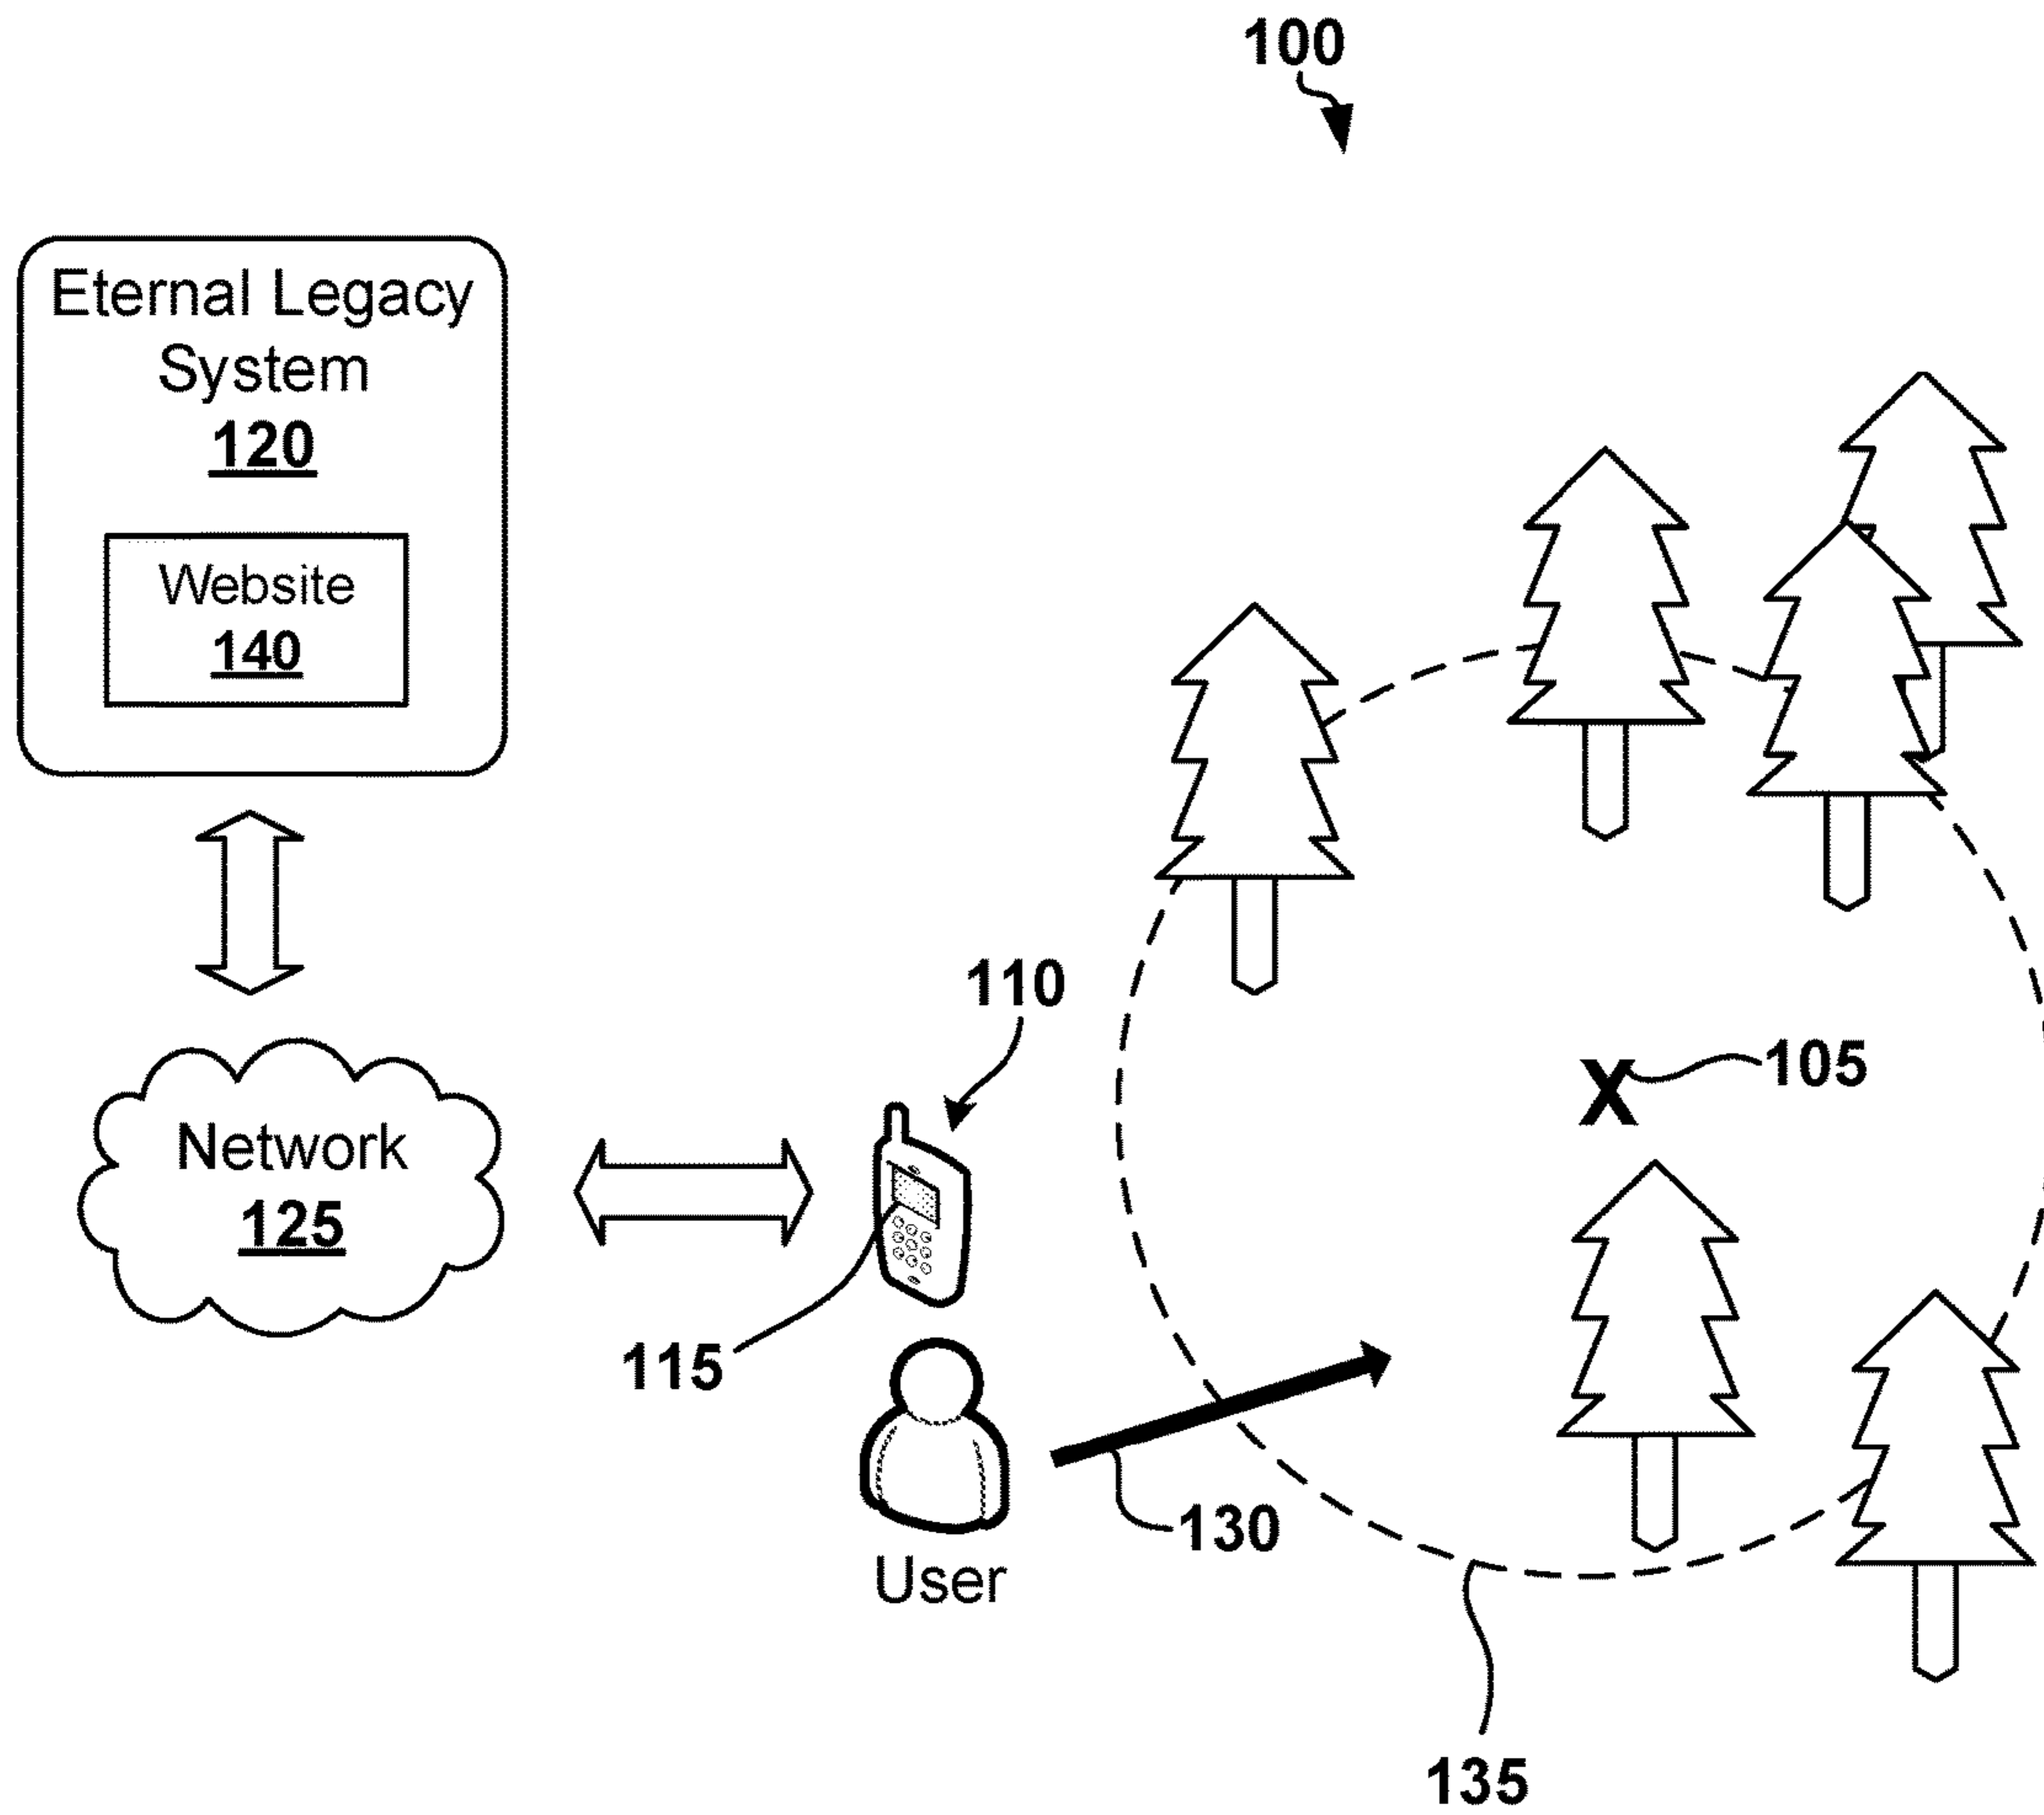 100
Eternal Legacy
System
120
Website
140
110
X
105
Network
125
115
130
User
135